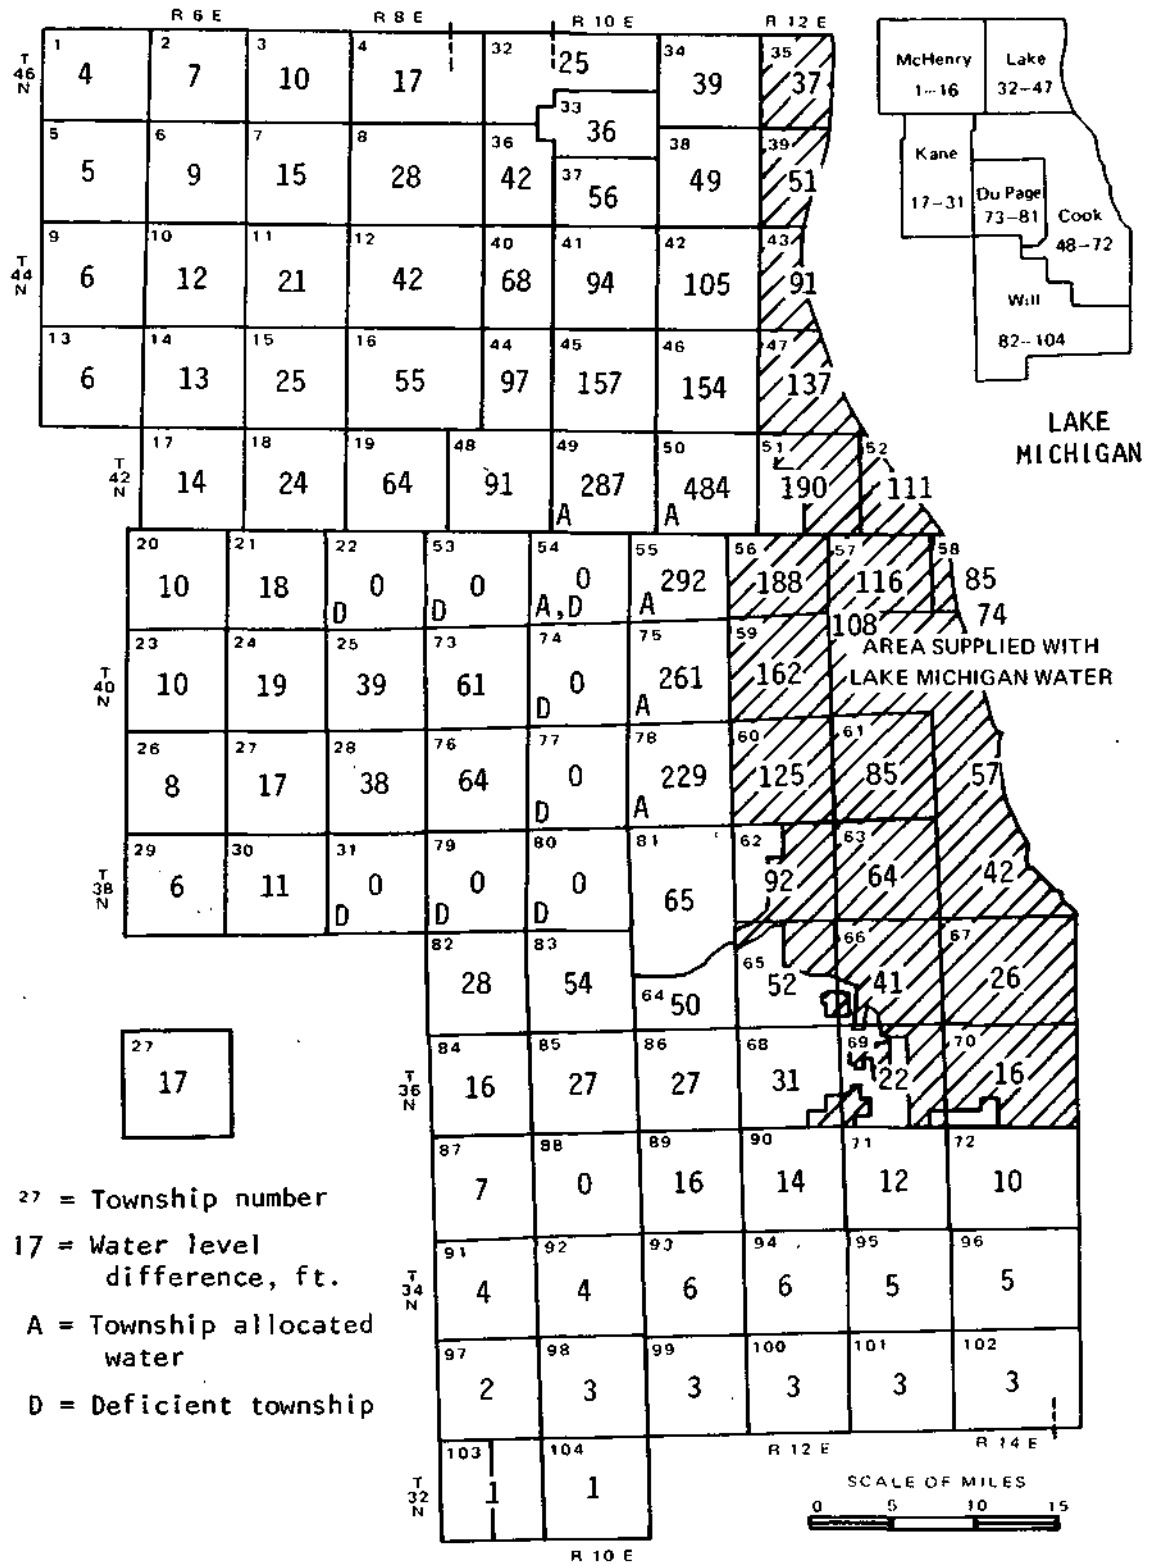 R 6 E R 8 E R 10 E R 12 E
T 46 N
1 2 3 4 32 34 35
4 7 10 17 25 39 37
33
36
5 6 7 8 36 37 38 39
5 9 15 28 42 56 49 51
T 44 N
9 10 11 12 40 41 42 43
6 12 21 42 68 94 105 91
13 14 15 16 44 45 46 47
6 13 25 55 97 157 154 137
T 42 N
17 18 19 48 49 50 51 52
14 24 64 91 287 484 190 111
A A
20 21 22 53 54 55 56 57 58
10 18 0 0 0 292 188 116 85
D D A,D A
74
108
T 40 N
23 24 25 73 74 75 59
10 19 39 61 0 261 162
D A
AREA SUPPLIED WITH
LAKE MICHIGAN WATER
26 27 28 76 77 78 60 61
8 17 38 64 0 229 125 85 57
D A
T 38 N
29 30 31 79 80 81 62 63
6 11 0 0 0 65 92 64 42
D D D
82 83 64 65 66 67
28 54 50 52 41 26
T 36 N
84 85 86 68 69 70
16 27 27 31 22 16
87 88 89 90 71 72
7 0 16 14 12 10
T 34 N
91 92 93 94 95 96
4 4 6 6 5 5
97 98 99 100 101 102
2 3 3 3 3 3
R 12 E R 14 E
T 32 N
103 104
1 1
R 10 E
McHenry Lake
1-16 32-47
Kane
17-31
Du Page
73-81
Cook
48-72
Will
82-104
LAKE
MICHIGAN
27
17
27 = Township number
17 = Water level
difference, ft.
A = Township allocated
water
D = Deficient township
SCALE OF MILES
0 5 10 15